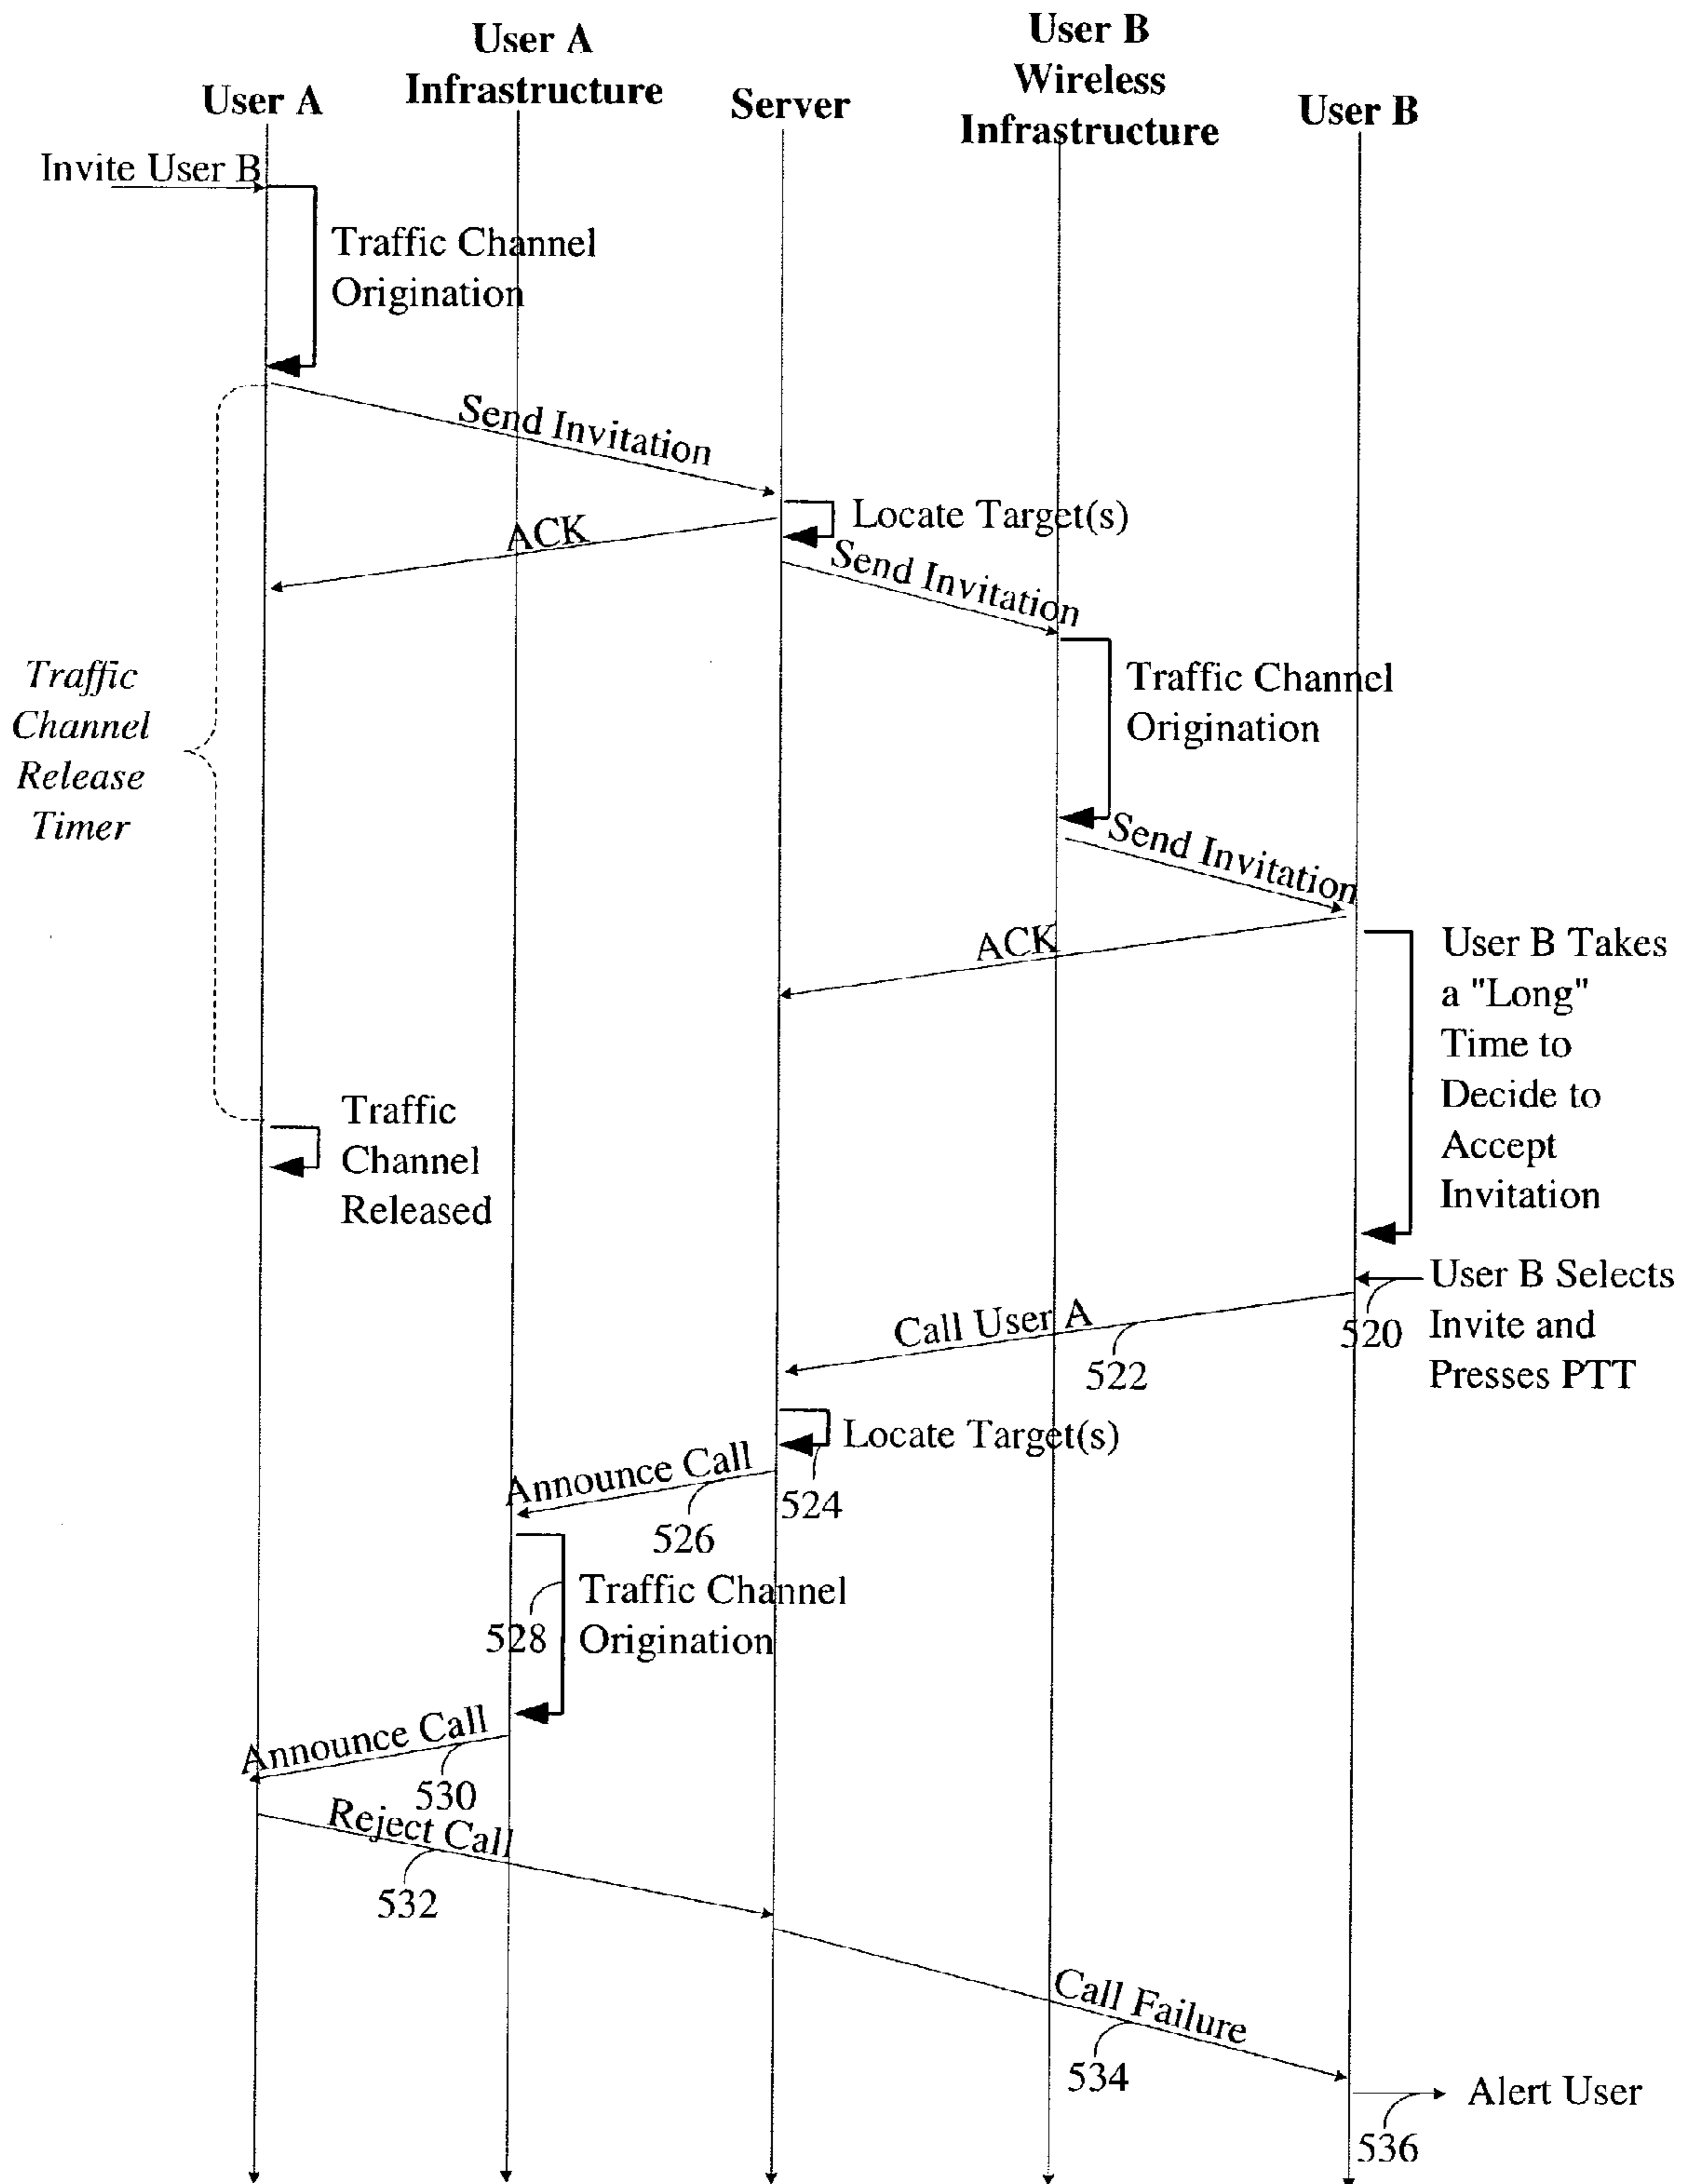 User A
User A
Infrastructure
Server
User B
Wireless
Infrastructure
User B
Invite User B
Traffic Channel
Origination
Send Invitation
Locate Target(s)
ACK
Send Invitation
Traffic
Channel
Release
Timer
Traffic Channel
Origination
Send Invitation
ACK
User B Takes
a "Long"
Time to
Decide to
Accept
Invitation
Traffic
Channel
Released
User B Selects
Invite and
Presses PTT
520
Call User A
522
Locate Target(s)
524
Announce Call
526
Traffic Channel
Origination
528
Announce Call
530
Reject Call
532
Call Failure
534
Alert User
536